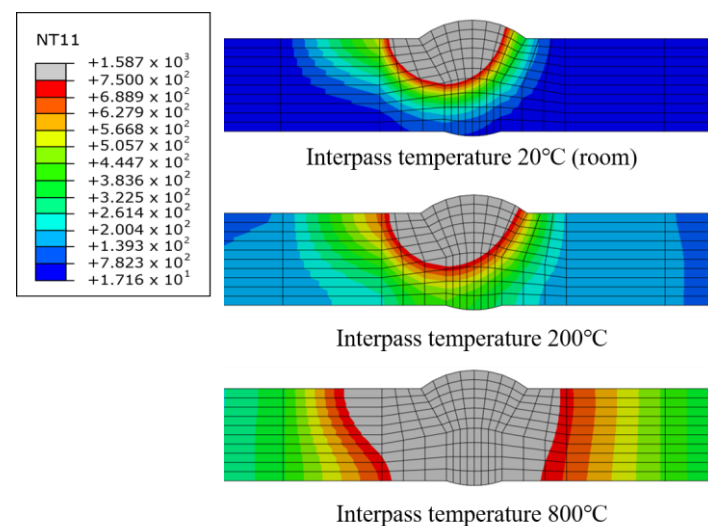 NT11
+1.587 x 10³
+7.500 x 10²
+6.889 x 10²
+6.279 x 10²
+5.668 x 10²
+5.057 x 10²
+4.447 x 10²
+3.836 x 10²
+3.225 x 10²
+2.614 x 10²
+2.004 x 10²
+1.393 x 10²
+7.823 x 10¹
+1.716 x 10¹
Interpass temperature 20°C (room)
Interpass temperature 200°C
Interpass temperature 800°C